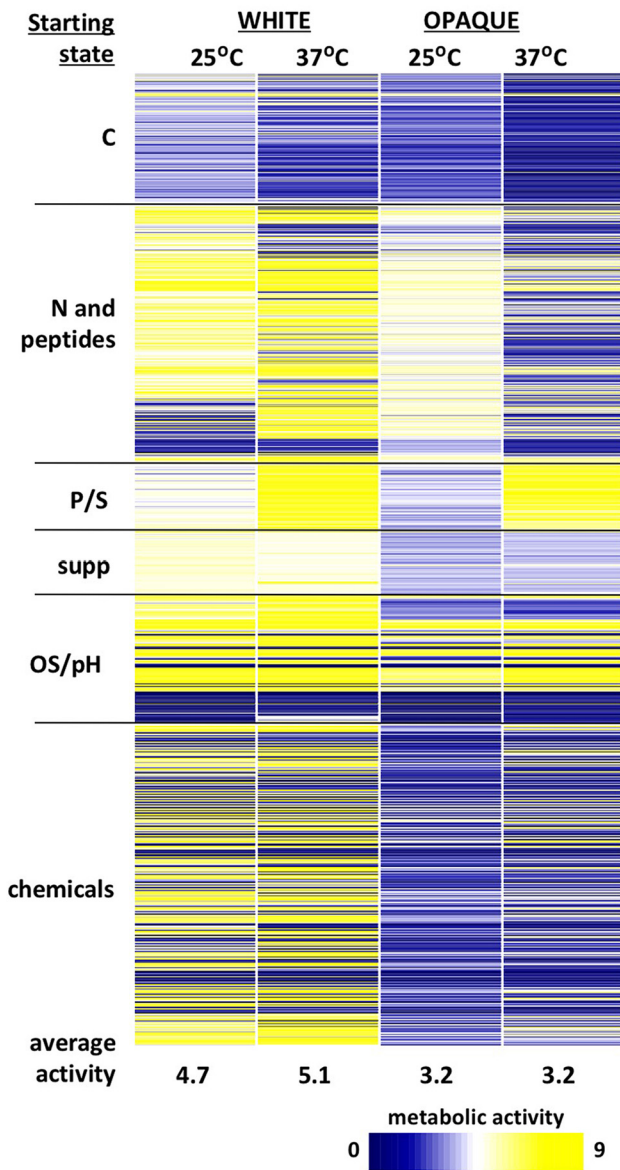 Starting state
WHITE OPAQUE
25°C 37°C 25°C 37°C
C
N and
peptides
P/S
supp
OS/pH
chemicals
average
activity
4.7 5.1 3.2 3.2
metabolic activity
0 9